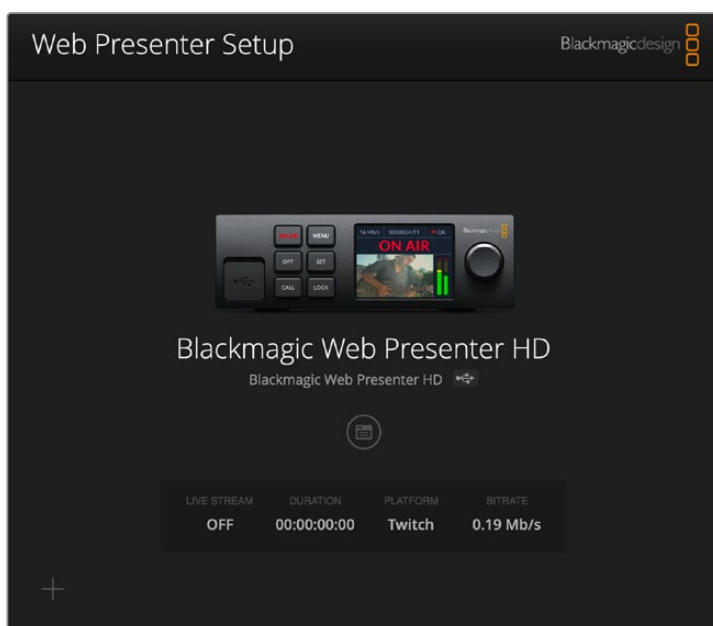 Web Presenter Setup
Blackmagicdesign
ON AIR MENU
OFF SET
CALL LOCK
OK
ON AIR
Blackmagic Web Presenter HD
Blackmagic Web Presenter HD
LIVE STREAM DURATION PLATFORM BITRATE
OFF 00:00:00:00 Twitch 0.19 Mb/s